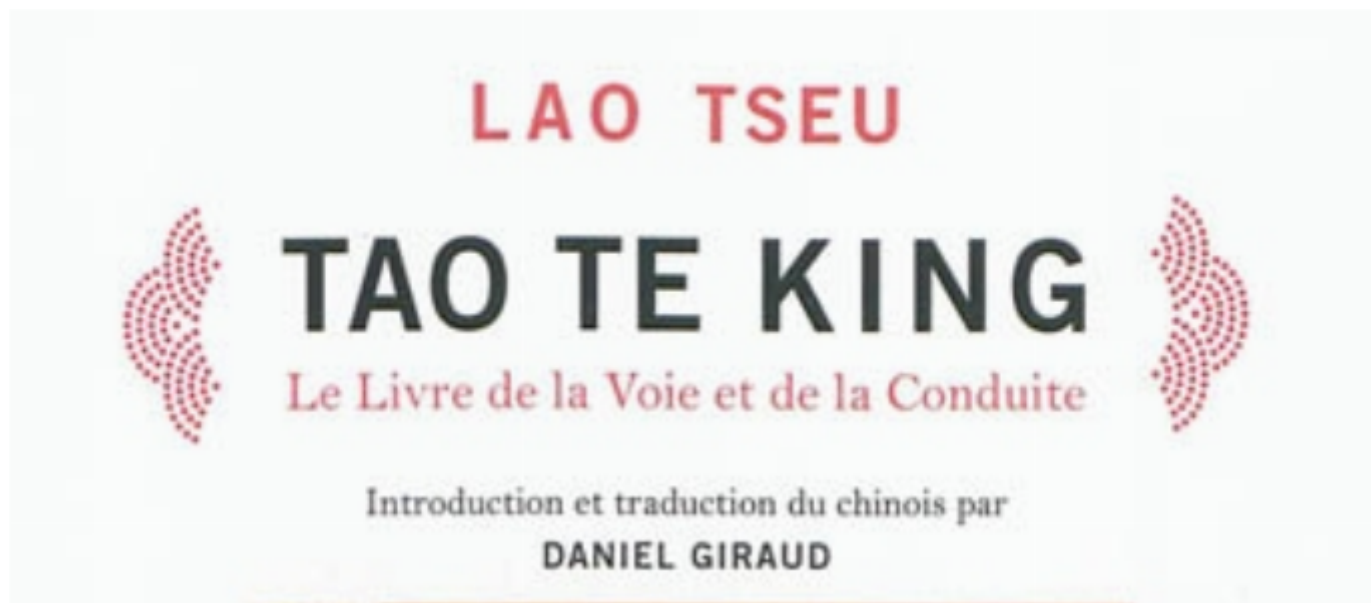 LAO TSEU
TAO TE KING
Le Livre de la Voie et de la Conduite
Introduction et traduction du chinois par
DANIEL GIRAUD